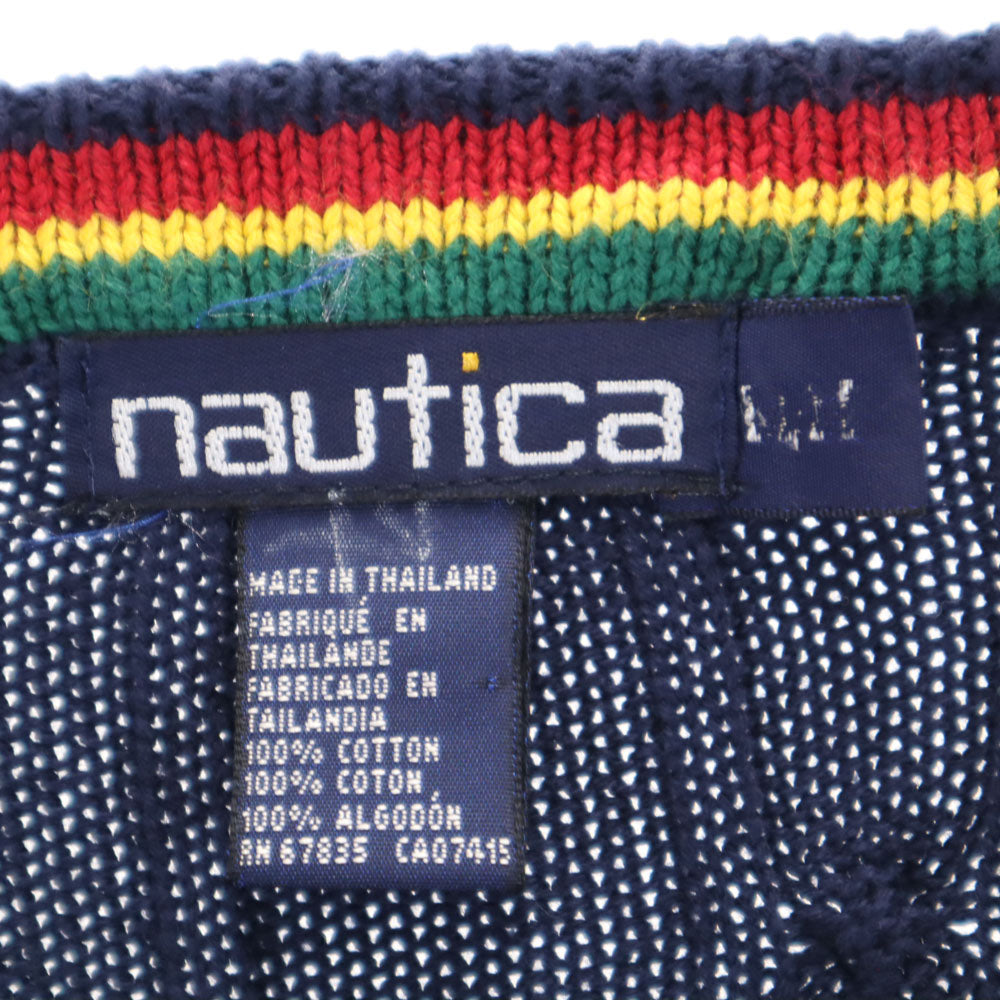 nautica
MADE IN THAILAND
FABRIQUÉ EN
THAILANDE
FABRICADO EN
TAILANDIA
100% COTTON
100% COTON
100% ALGODÓN
RN 67835 CA07415